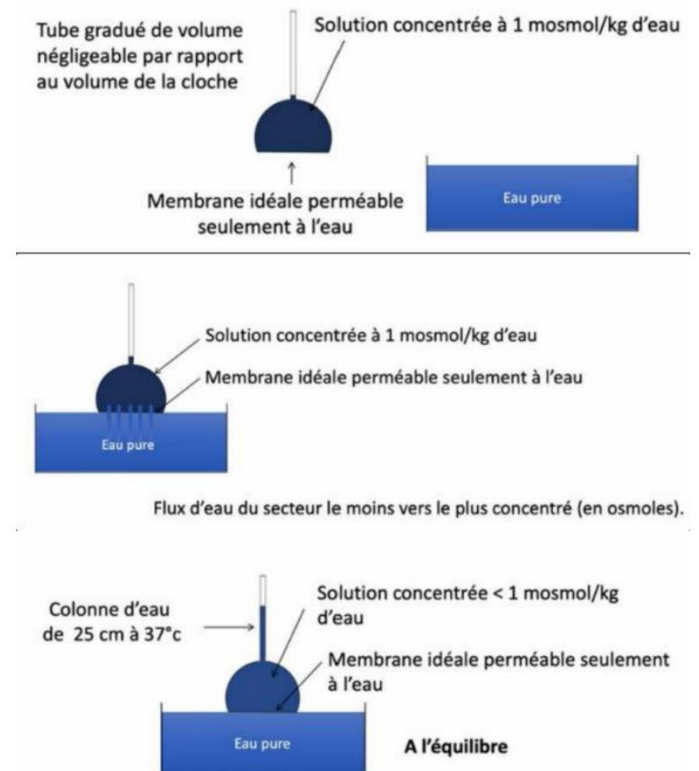 Tube gradué de volume
négligeable par rapport
au volume de la cloche
Solution concentrée à 1 mosmol/kg d'eau
Membrane idéale perméable
seulement à l'eau
Eau pure
Solution concentrée à 1 mosmol/kg d'eau
Membrane idéale perméable seulement à l'eau
Eau pure
Flux d'eau du secteur le moins vers le plus concentré (en osmoles).
Colonne d'eau
de 25 cm à 37°c
Solution concentrée < 1 mosmol/kg
d'eau
Membrane idéale perméable seulement
à l'eau
Eau pure
A l'équilibre